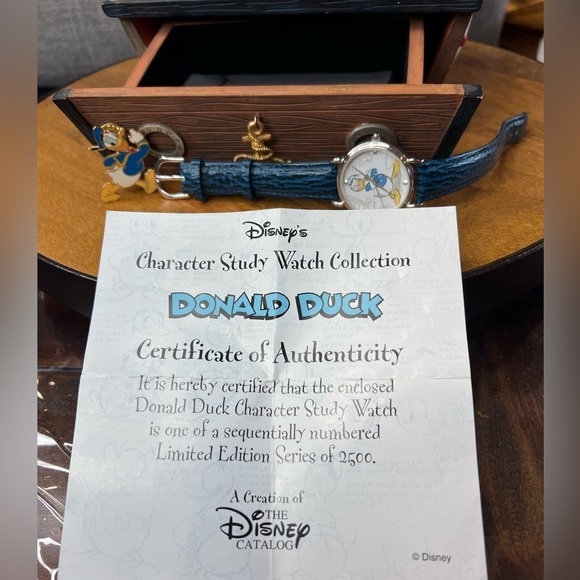 Disney's
Character Study Watch Collection
DONALD DUCK
Certificate of Authenticity
It is hereby certified that the enclosed
Donald Duck Character Study Watch
is one of a sequentially numbered
Limited Edition Series of 2500.
A Creation of
THE
Disney
CATALOG
© Disney